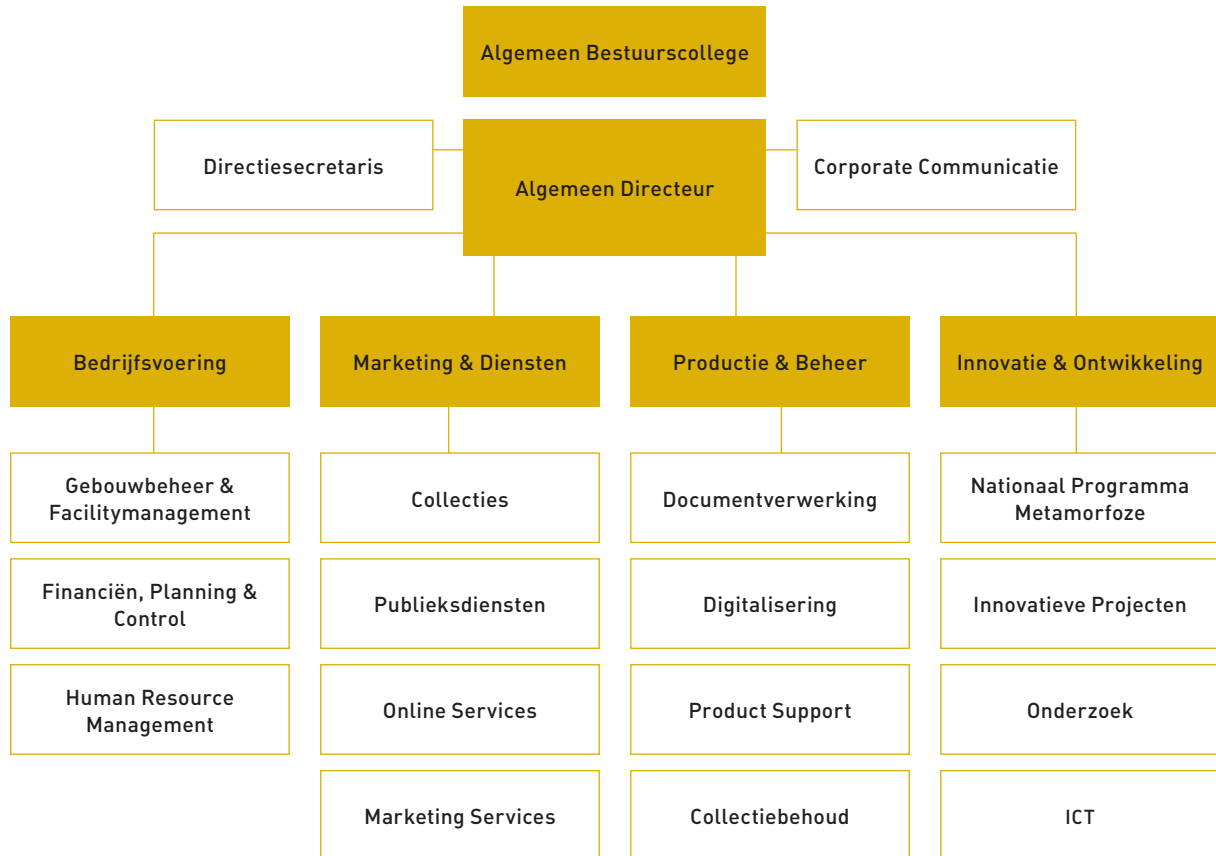 Algemeen Bestuurscollege
Directiesecretaris
Algemeen Directeur
Corporate Communicatie
Bedrijfsvoering
Marketing & Diensten
Productie & Beheer
Innovatie & Ontwikkeling
Gebouwbeheer &
Facilitymanagement
Collecties
Documentverwerking
Nationaal Programma
Metamorfoze
Financiën, Planning &
Control
Publieksdiensten
Digitalisering
Innovatieve Projecten
Human Resource
Management
Online Services
Product Support
Onderzoek
Marketing Services
Collectiebehoud
ICT